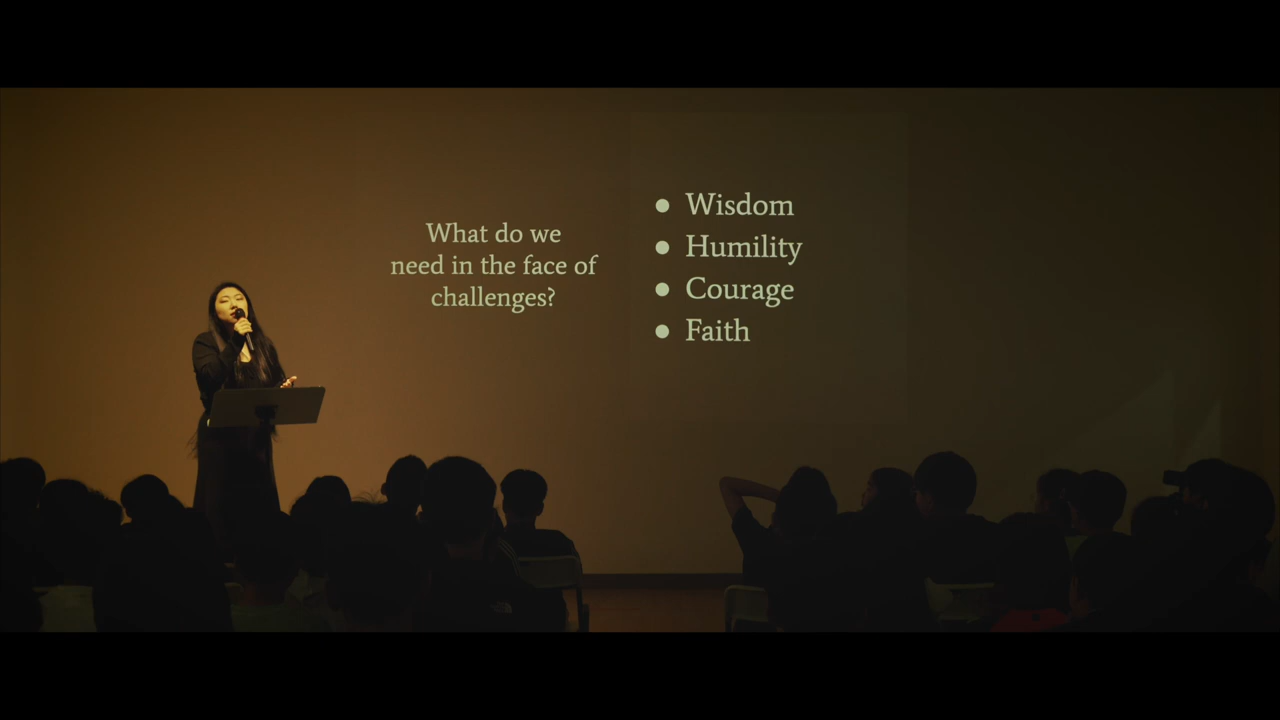 What do we
need in the face of
challenges?
● Wisdom
● Humility
● Courage
● Faith